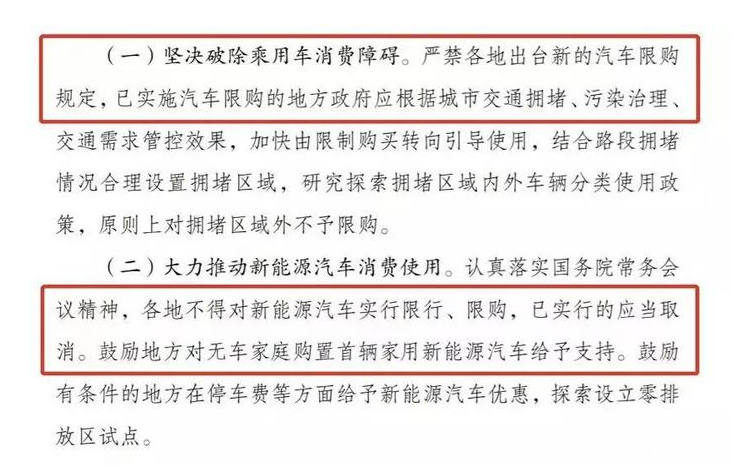 （一）坚决破除乘用车消费障碍。严禁各地出台新的汽车限购
规定，已实施汽车限购的地方政府应根据城市交通拥堵、污染治理、
交通需求管控效果，加快由限制购买转向引导使用，结合路段拥堵
情况合理设置拥堵区域，研究探索拥堵区域内外车辆分类使用政
策，原则上对拥堵区域外不予限购。
（二）大力推动新能源汽车消费使用。认真落实国务院常务会
议精神，各地不得对新能源汽车实行限行、限购，已实行的应当取
消。鼓励地方对无车家庭购置首辆家用新能源汽车给予支持。鼓励
有条件的地方在停车费等方面给予新能源汽车优惠，探索设立零排
放区试点。